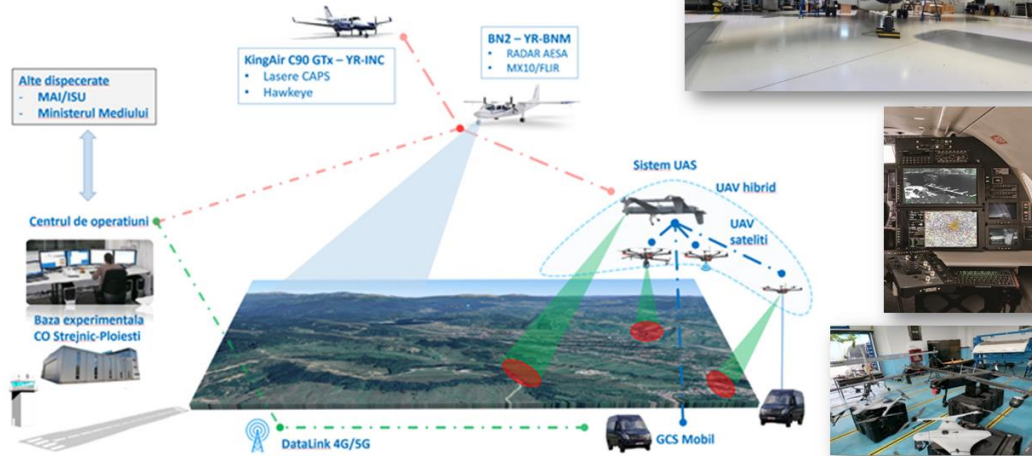 KingAir C90 GTx – YR-INC
• Lasere CAPS
• Hawkeye
BN2 – YR-BNM
• RADAR AESA
• MX10/FLIR
Alte dispecerate
- MAI/ISU
- Ministerul Mediului
Sistem UAS
UAV hibrid
UAV
sateliti
Centrul de operatiuni
Baza experimentala
CO Strejnic-Ploiesti
DataLink 4G/5G
GCS Mobil